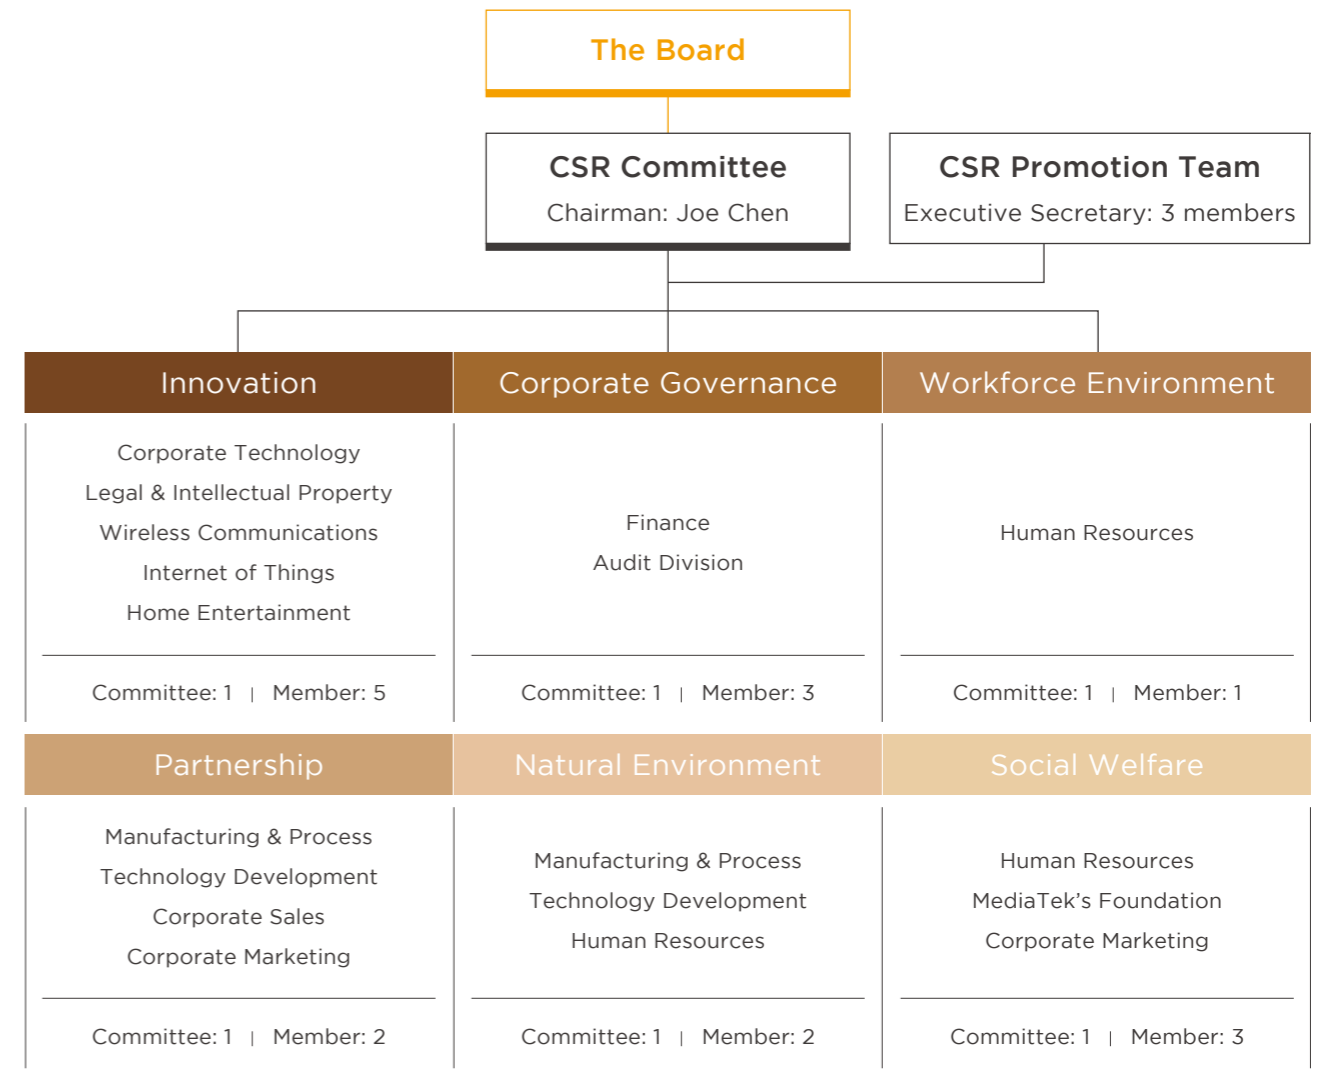 The Board
CSR Committee
Chairman: Joe Chen
CSR Promotion Team
Executive Secretary: 3 members
Innovation
Corporate Technology
Legal & Intellectual Property
Wireless Communications
Internet of Things
Home Entertainment
Committee: 1 | Member: 5
Corporate Governance
Finance
Audit Division
Committee: 1 | Member: 3
Workforce Environment
Human Resources
Committee: 1 | Member: 1
Partnership
Manufacturing & Process
Technology Development
Corporate Sales
Corporate Marketing
Committee: 1 | Member: 2
Natural Environment
Manufacturing & Process
Technology Development
Human Resources
Committee: 1 | Member: 2
Social Welfare
Human Resources
MediaTek’s Foundation
Corporate Marketing
Committee: 1 | Member: 3